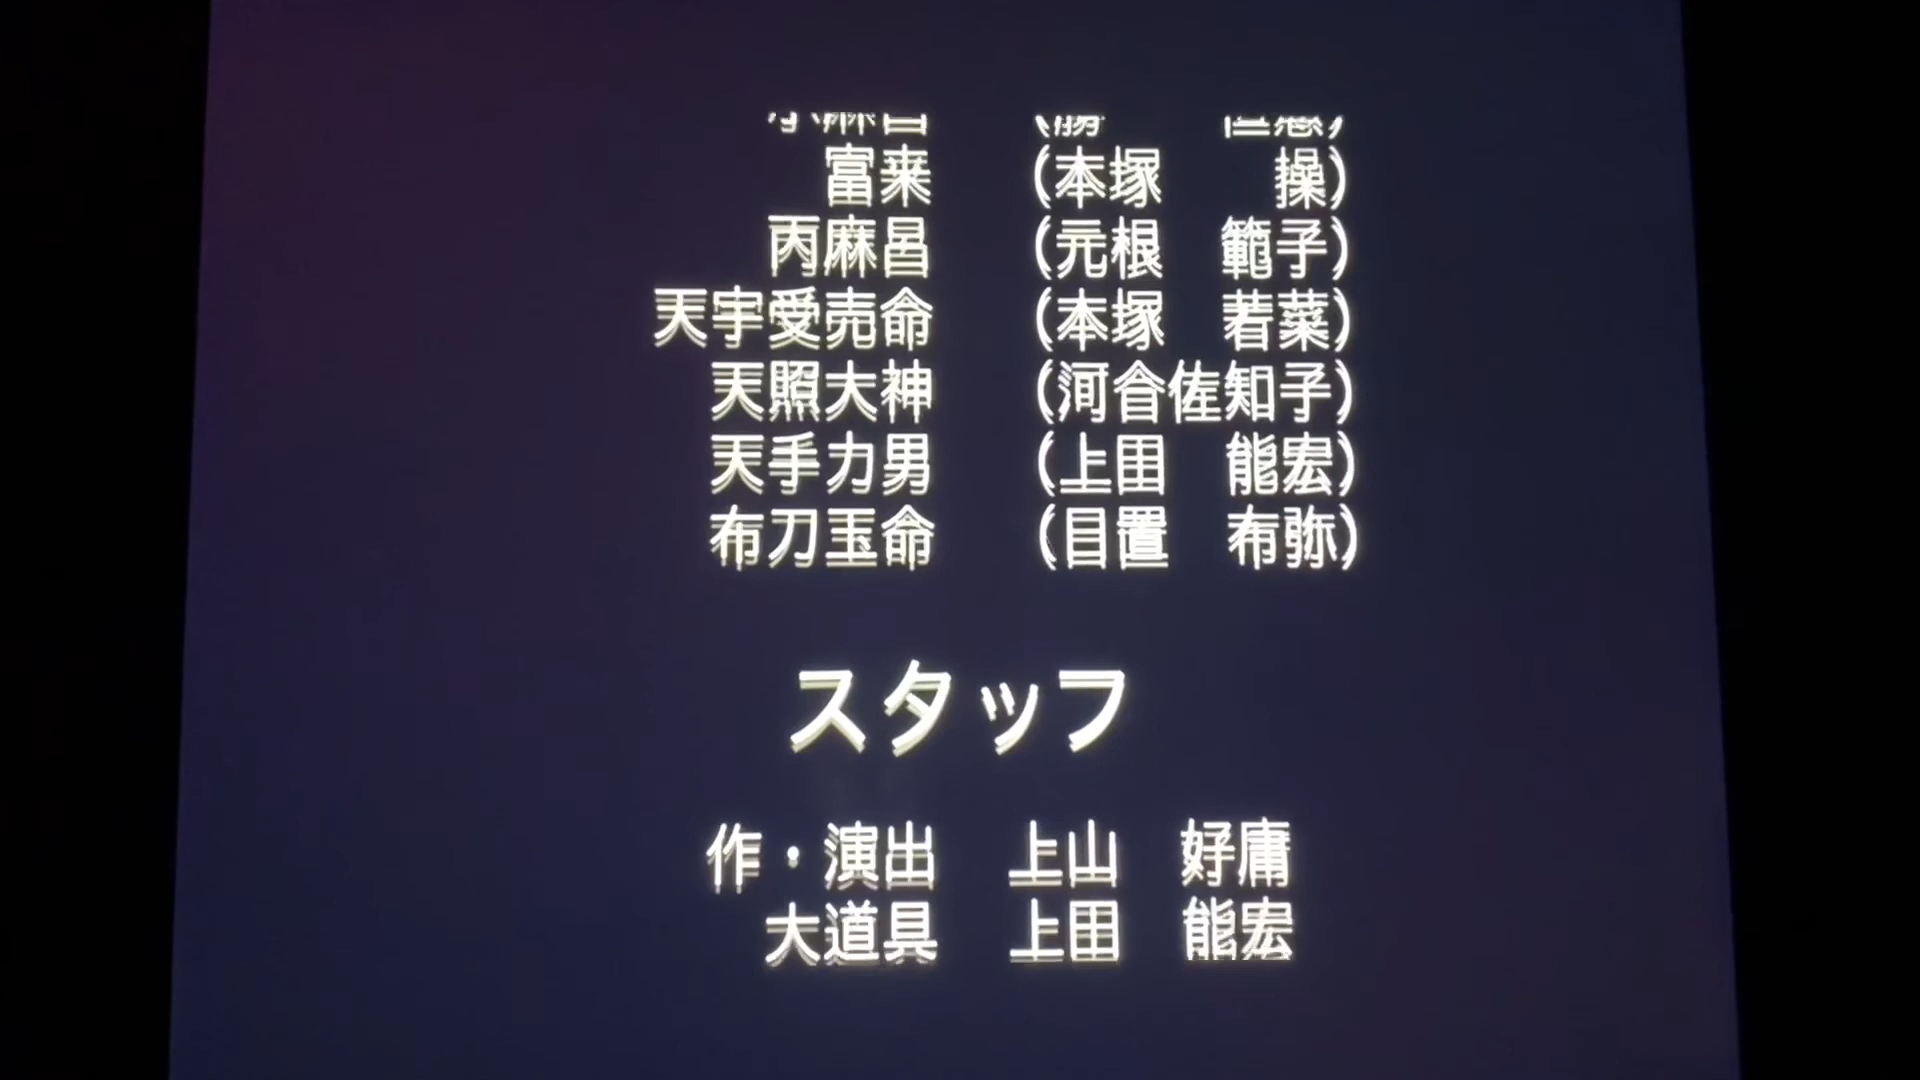 富来 (本塚 操)
丙麻呂 (元根 範子)
天宇受売命 (本塚 若菜)
天照大神 (河合佐知子)
天手力男 (上田 能宏)
布刀玉命 (目置 布弥)
スタッフ
作・演出 上山 好庸
大道具 上田 能宏